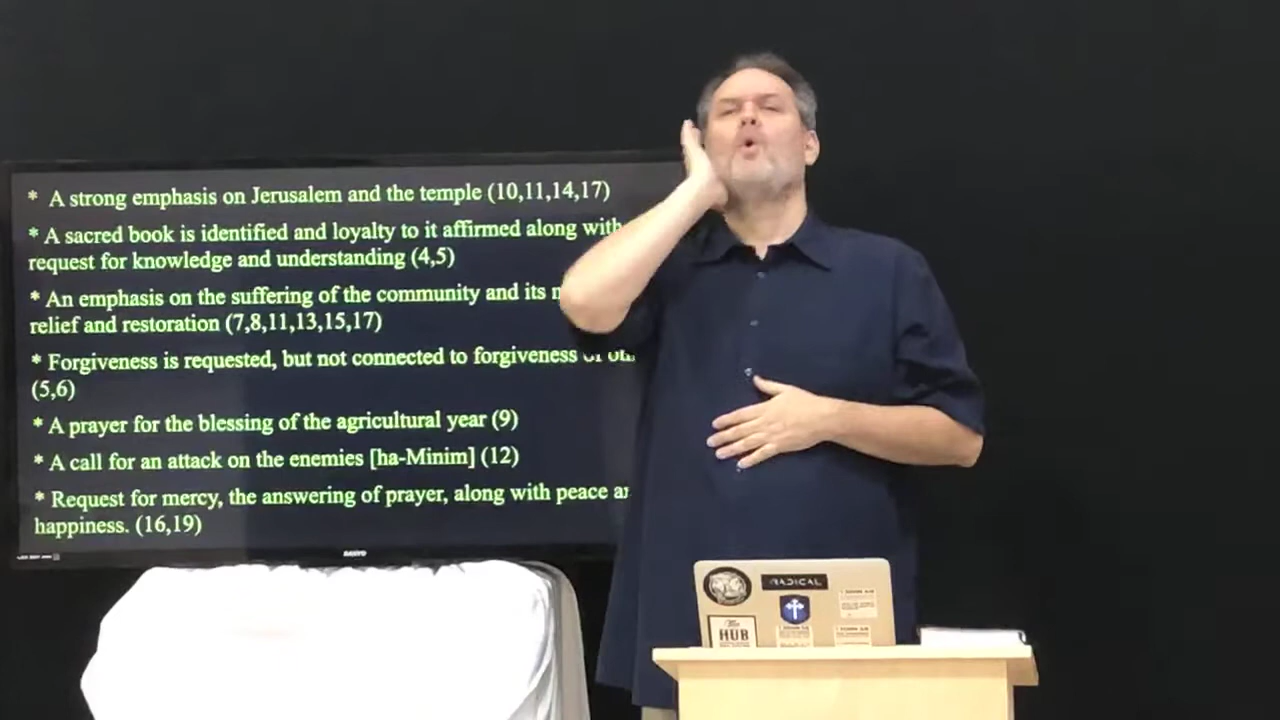 * A strong emphasis on Jerusalem and the temple (10,11,14,17)
* A sacred book is identified and loyalty to it affirmed along with
request for knowledge and understanding (4,5)
* An emphasis on the suffering of the community and its
relief and restoration (7,8,11,13,15,17)
* Forgiveness is requested, but not connected to forgiveness
(5,6)
* A prayer for the blessing of the agricultural year (9)
* A call for an attack on the enemies [ha-Minim] (12)
* Request for mercy, the answering of prayer, along with peace
happiness. (16,19)
SANYO
RADICAL
HUB